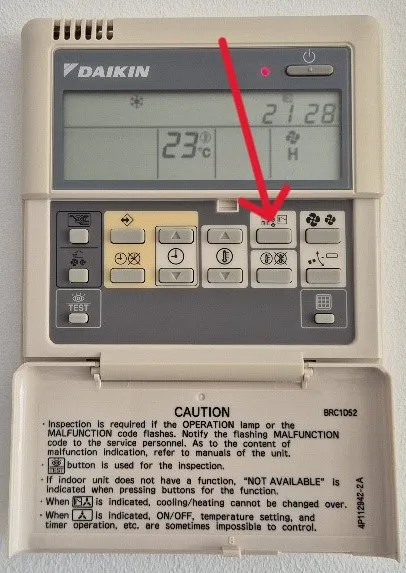 DAIKIN
21 28
23 °C
H
TEST
CAUTION
BRC1D52
· Inspection is required if the OPERATION lamp or the
MALFUNCTION code flashes. Notify the flashing MALFUNCTION
code to the service personnel. As to the content of
malfunction indication, refer to manuals of the unit.
· TEST button is used for the inspection.
· If indoor unit does not have a function, "NOT AVAILABLE" is
indicated when pressing buttons for the function.
· When is indicated, cooling/heating cannot be changed over.
· When is indicated, ON/OFF, temperature setting, and
timer operation, etc. are sometimes impossible to control.
4P112942-2A